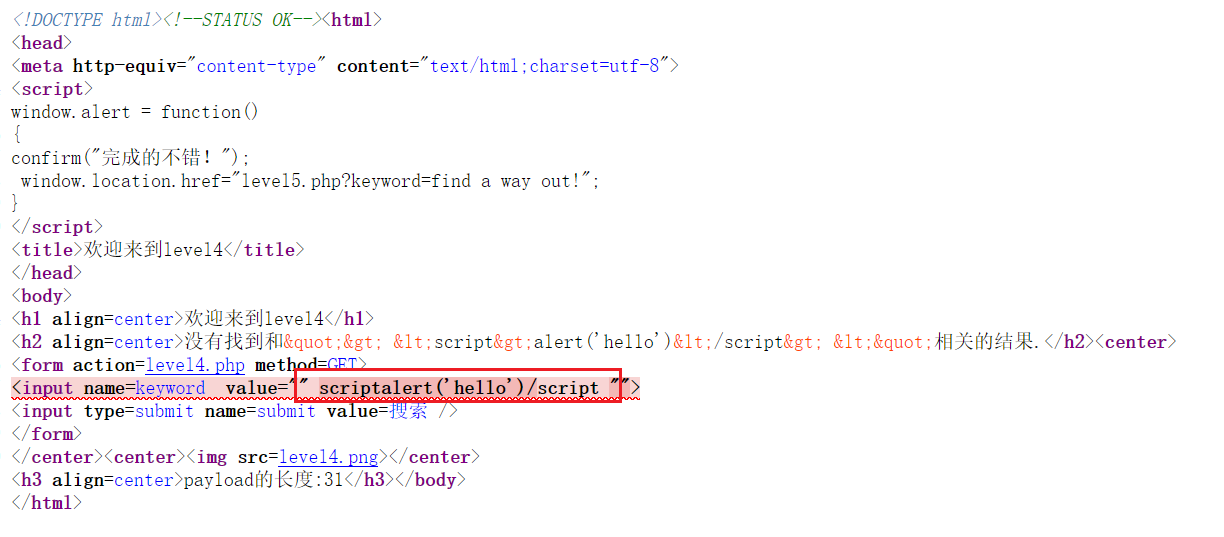 <!DOCTYPE html><!--STATUS OK--><html>
<head>
<meta http-equiv="content-type" content="text/html;charset=utf-8">
<script>
window.alert = function()
{
confirm("完成的不错！");
 window.location.href="level5.php?keyword=find a way out!";
}
</script>
<title>欢迎来到level4</title>
</head>
<body>
<h1 align=center>欢迎来到level4</h1>
<h2 align=center>没有找到和&quot;&gt; &lt;script&gt;alert('hello')&lt;/script&gt; &lt;&quot;相关的结果.</h2><center>
<form action=level4.php method=GET>
<input name=keyword  value="" scriptalert('hello')/script "">
<input type=submit name=submit value=搜索 />
</form>
</center><center><img src=level4.png></center>
<h3 align=center>payload的长度:31</h3></body>
</html>